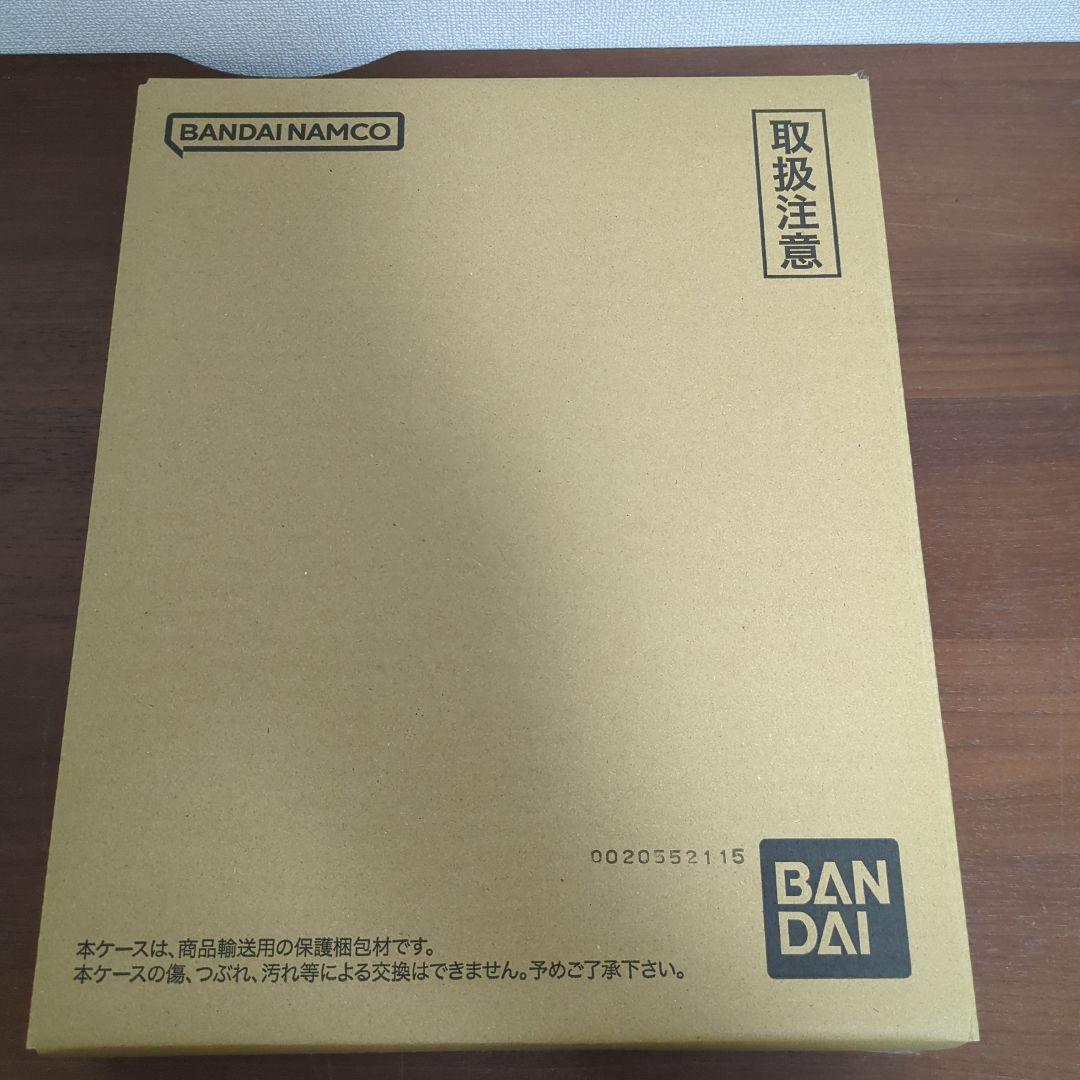 BANDAI NAMCO
取扱注意
0020552115
BAN
DAI
本ケースは、商品輸送用の保護梱包材です。
本ケースの傷、つぶれ、汚れ等による交換はできません。予めご了承下さい。